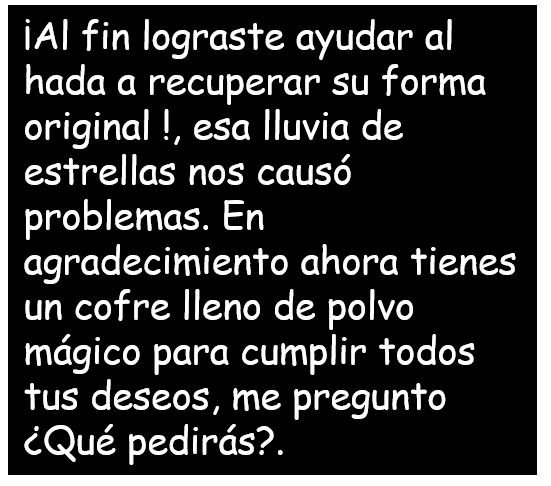 ¡Al fin lograste ayudar al
hada a recuperar su forma
original !, esa lluvia de
estrellas nos causó
problemas. En
agradecimiento ahora tienes
un cofre lleno de polvo
mágico para cumplir todos
tus deseos, me pregunto
¿Qué pedirás?.